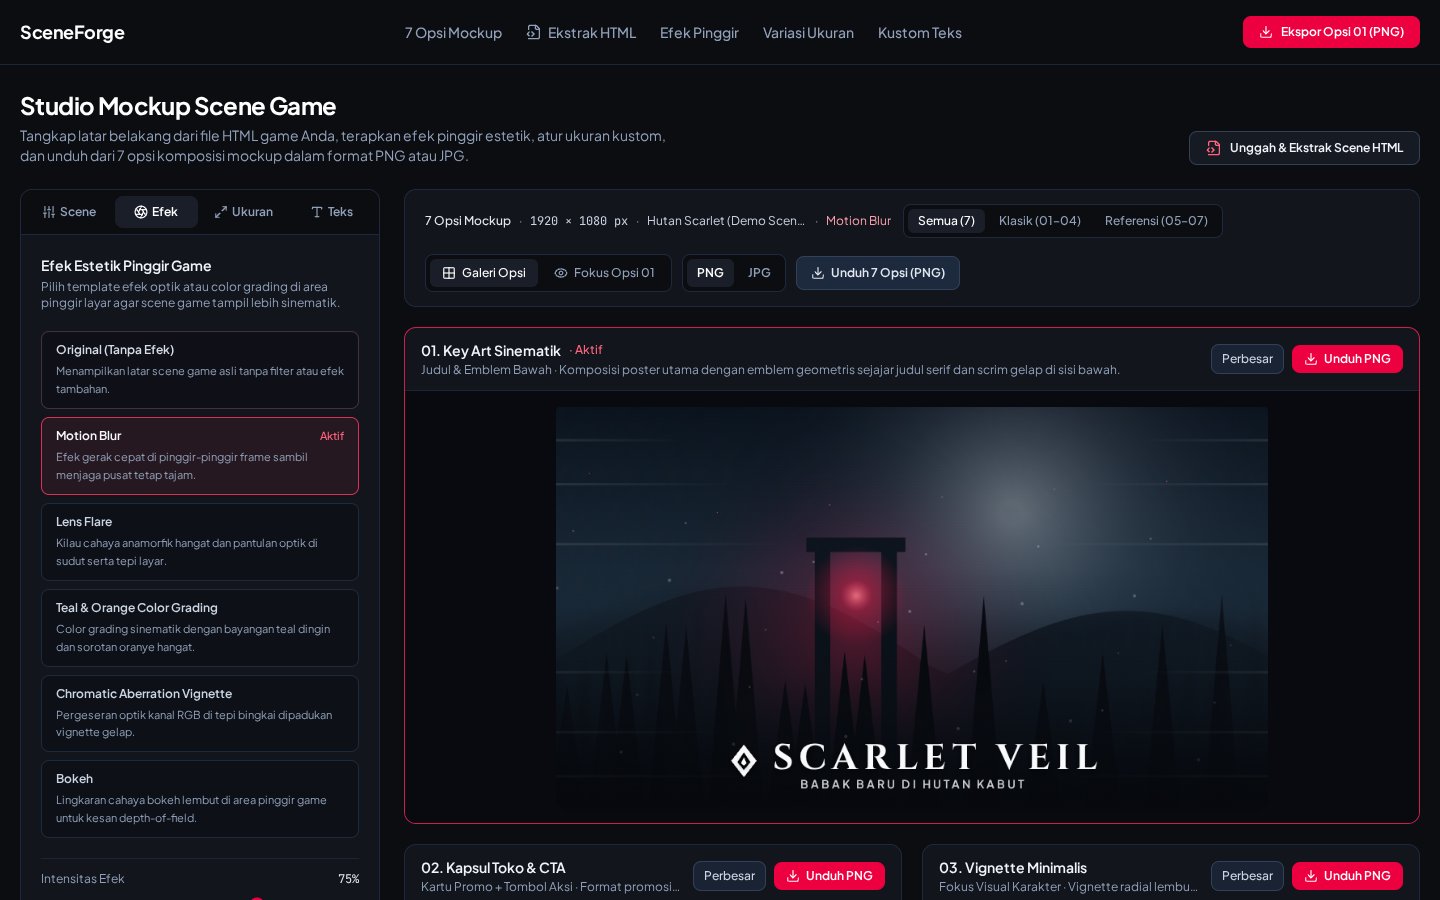 SceneForge
7 Opsi Mockup
Ekstrak HTML
Efek Pinggir
Variasi Ukuran
Kustom Teks
Ekspor Opsi 01 (PNG)
Studio Mockup Scene Game
Tangkap latar belakang dari file HTML game Anda, terapkan efek pinggir estetik, atur ukuran kustom,
dan unduh dari 7 opsi komposisi mockup dalam format PNG atau JPG.
Unggah & Ekstrak Scene HTML
Scene
Efek
Ukuran
Teks
Efek Estetik Pinggir Game
Pilih template efek optik atau color grading di area
pinggir layar agar scene game tampil lebih sinematik.
Original (Tanpa Efek)
Menampilkan latar scene game asli tanpa filter atau efek
tambahan.
Motion Blur
Aktif
Efek gerak cepat di pinggir-pinggir frame sambil
menjaga pusat tetap tajam.
Lens Flare
Kilau cahaya anamorfik hangat dan pantulan optik di
sudut serta tepi layar.
Teal & Orange Color Grading
Color grading sinematik dengan bayangan teal dingin
dan sorotan oranye hangat.
Chromatic Aberration Vignette
Pergeseran optik kanal RGB di tepi bingkai dipadukan
vignette gelap.
Bokeh
Lingkaran cahaya bokeh lembut di area pinggir game
untuk kesan depth-of-field.
Intensitas Efek
75%
7 Opsi Mockup · 1920 × 1080 px · Hutan Scarlet (Demo Scen... · Motion Blur
Semua (7)
Klasik (01–04)
Referensi (05–07)
Galeri Opsi
Fokus Opsi 01
PNG
JPG
Unduh 7 Opsi (PNG)
01. Key Art Sinematik · Aktif
Judul & Emblem Bawah · Komposisi poster utama dengan emblem geometris sejajar judul serif dan scrim gelap di sisi bawah.
Perbesar
Unduh PNG
SCARLET VEIL
BABAK BARU DI HUTAN KABUT
02. Kapsul Toko & CTA
Kartu Promo + Tombol Aksi · Format promosi...
Perbesar
Unduh PNG
03. Vignette Minimalis
Fokus Visual Karakter · Vignette radial lembu...
Perbesar
Unduh PNG